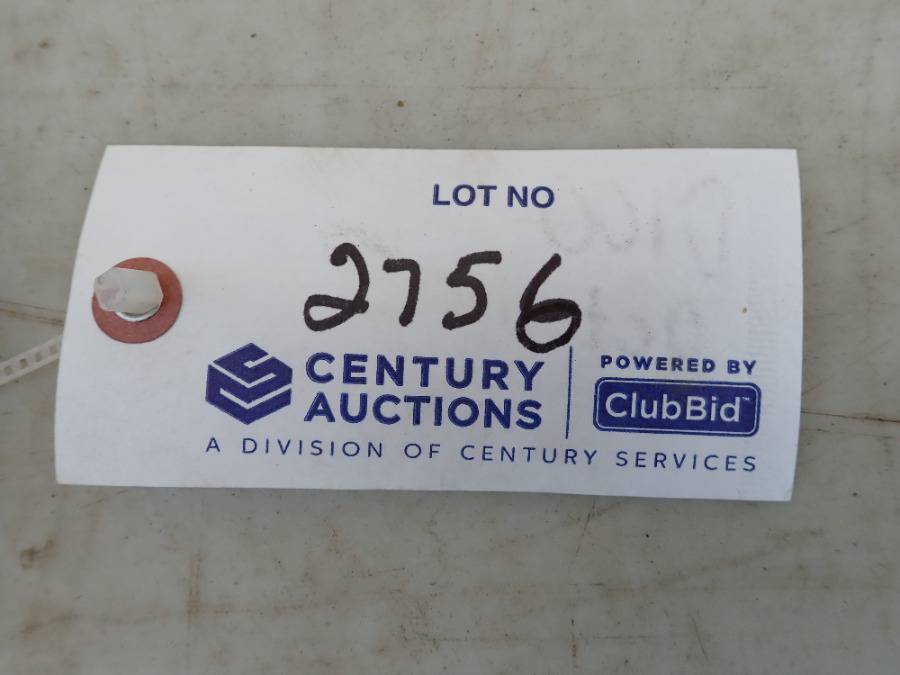 LOT NO
2756
CENTURY
AUCTIONS
POWERED BY
ClubBid™
A DIVISION OF CENTURY SERVICES